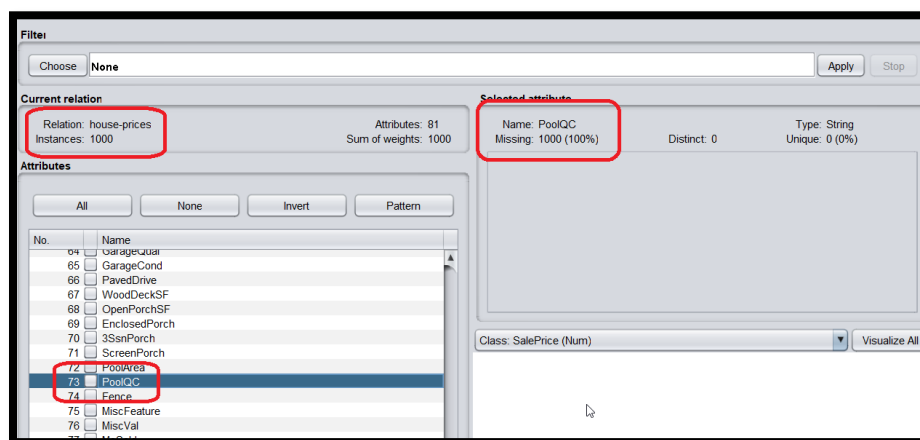 Filter
Choose None Apply Stop
Current relation
Relation: house-prices Attributes: 81
Instances: 1000 Sum of weights: 1000
Selected attribute
Name: PoolQC Type: String
Missing: 1000 (100%) Distinct: 0 Unique: 0 (0%)
Attributes
All None Invert Pattern
No. Name
64 GarageQual
65 GarageCond
66 PavedDrive
67 WoodDeckSF
68 OpenPorchSF
69 EnclosedPorch
70 3SsnPorch
71 ScreenPorch
72 PoolArea
73 PoolQC
74 Fence
75 MiscFeature
76 MiscVal
Class: SalePrice (Num) Visualize All